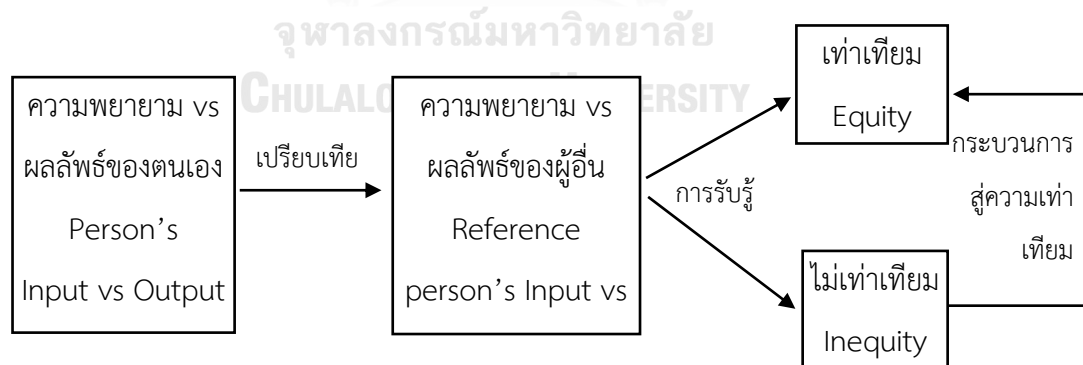 จุฬาลงกรณ์มหาวิทยาลัย
CHULALO ERSITY
ความพยายาม vs
ผลลัพธ์ของตนเอง
Person's
Input vs Output
เปรียบเทีย
ความพยายาม vs
ผลลัพธ์ของผู้อื่น
Reference
person's Input vs
การรับรู้
เท่าเทียม
Equity
กระบวนการ
สู่ความเท่า
เทียม
ไม่เท่าเทียม
Inequity